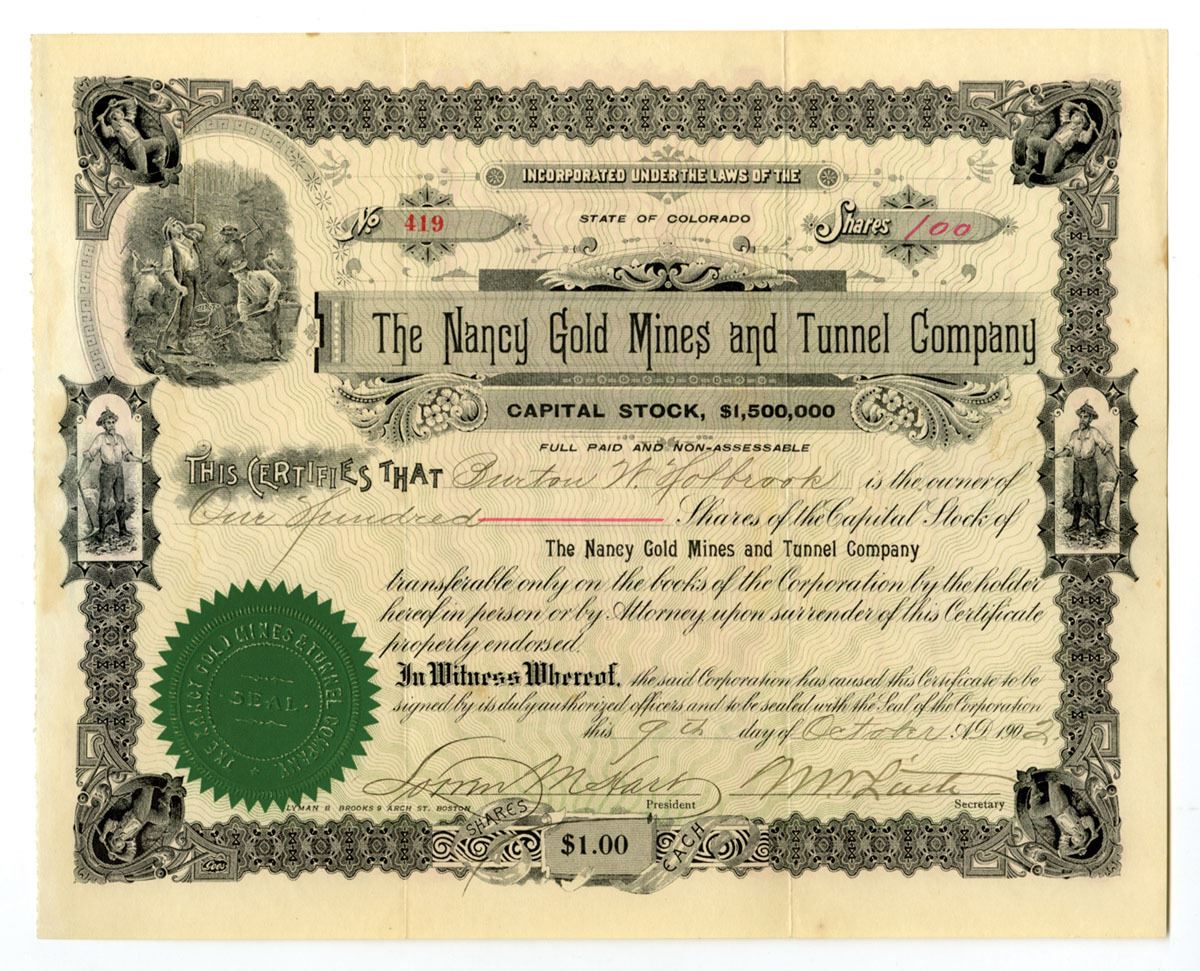 INCORPORATED UNDER THE LAWS OF THE
No 419 STATE OF COLORADO Shares 100
The Nancy Gold Mines and Tunnel Company
CAPITAL STOCK, $1,500,000
FULL PAID AND NON-ASSESSABLE
THIS CERTIFIES THAT Burton W. Holbrook is the owner of
One Hundred Shares of the Capital Stock of
The Nancy Gold Mines and Tunnel Company
transferable only on the books of the Corporation by the holder
hereof in person or by Attorney upon surrender of this Certificate
properly endorsed.
In Witness Whereof, the said Corporation has caused this Certificate to be
signed by its duly authorized officers and to be sealed with the Seal of the Corporation
this 9th day of October A.D. 1902
THE NANCY GOLD MINES & TUNNEL COMPANY
SEAL.
President
Secretary
LYMAN B BROOKS 9 ARCH ST. BOSTON
SHARES $1.00 EACH